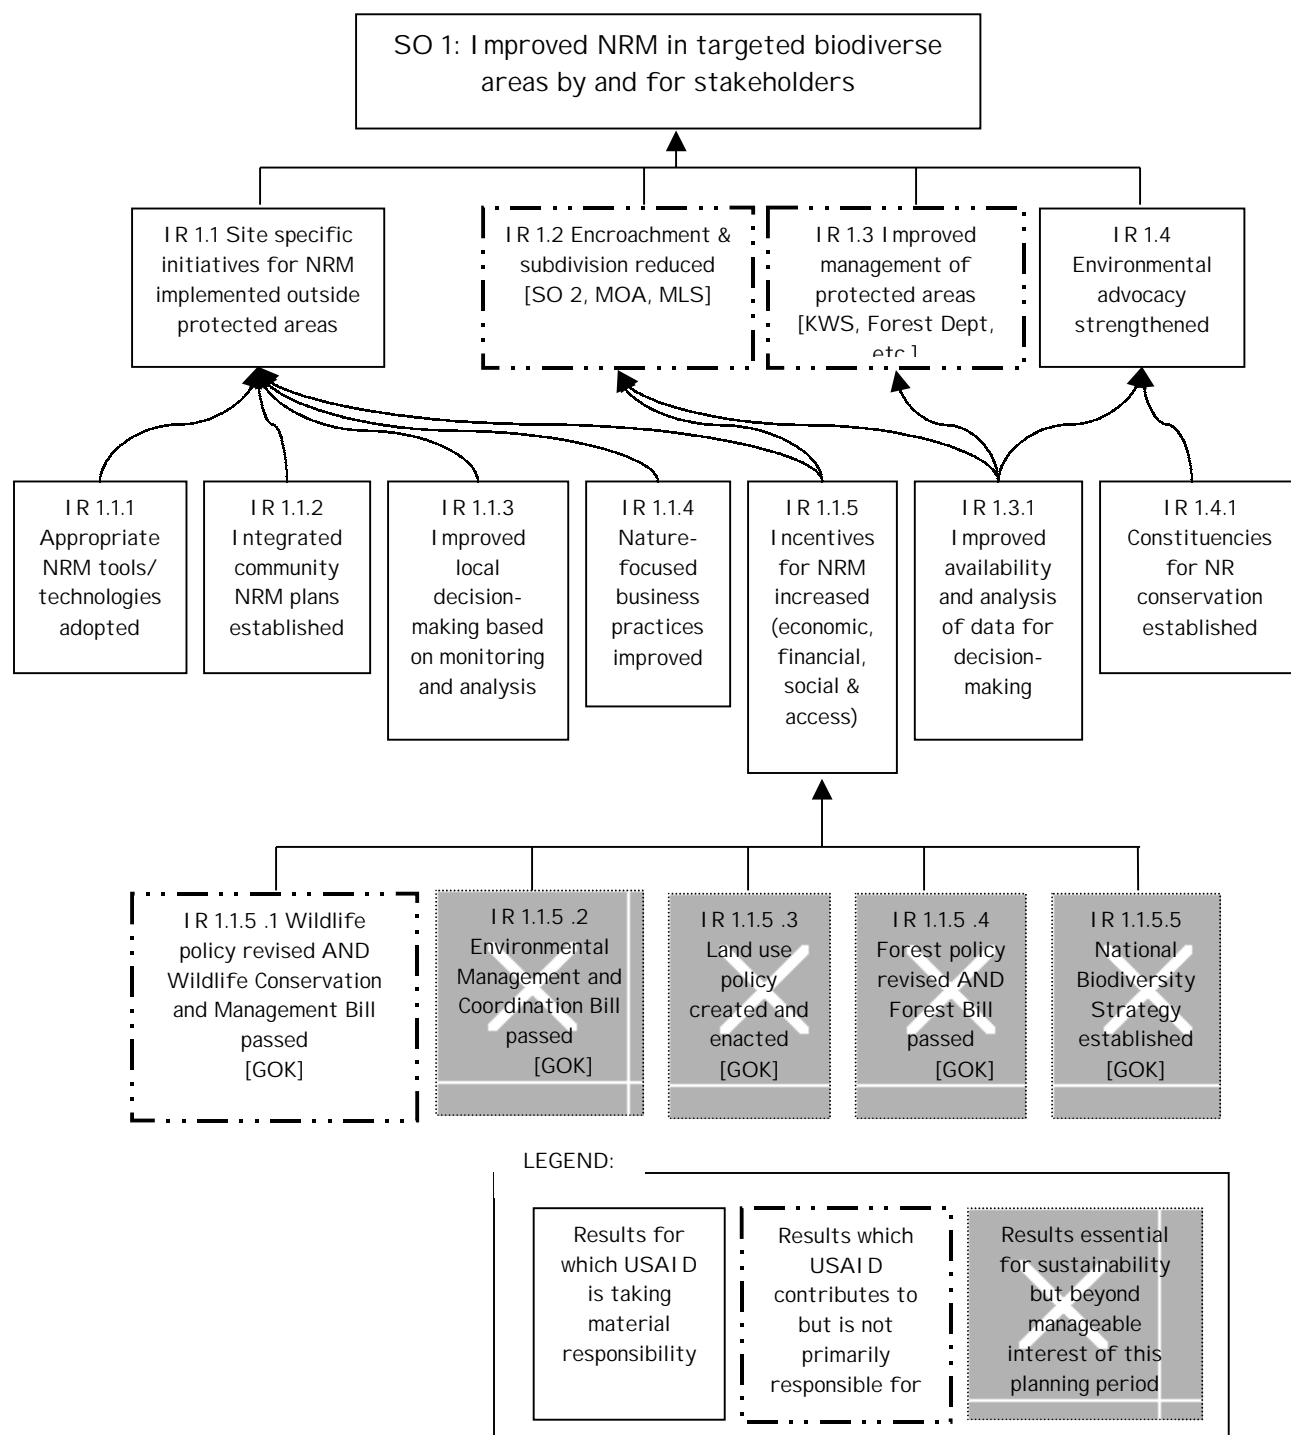 SO 1: Improved NRM in targeted biodiverse
areas by and for stakeholders
IR 1.1 Site specific
initiatives for NRM
implemented outside
protected areas
IR 1.2 Encroachment &
subdivision reduced
[SO 2, MOA, MLS]
IR 1.3 Improved
management of
protected areas
[KWS, Forest Dept,
etc.]
IR 1.4
Environmental
advocacy
strengthened
IR 1.1.1
Appropriate
NRM tools/
technologies
adopted
IR 1.1.2
Integrated
community
NRM plans
established
IR 1.1.3
Improved
local
decision-
making based
on monitoring
and analysis
IR 1.1.4
Nature-
focused
business
practices
improved
IR 1.1.5
Incentives
for NRM
increased
(economic,
financial,
social &
access)
IR 1.3.1
Improved
availability
and analysis
of data for
decision-
making
IR 1.4.1
Constituencies
for NR
conservation
established
IR 1.1.5 .1 Wildlife
policy revised AND
Wildlife Conservation
and Management Bill
passed
[GOK]
IR 1.1.5 .2
Environmental
Management and
Coordination Bill
passed
[GOK]
IR 1.1.5 .3
Land use
policy
created and
enacted
[GOK]
IR 1.1.5 .4
Forest policy
revised AND
Forest Bill
passed
[GOK]
IR 1.1.5.5
National
Biodiversity
Strategy
established
[GOK]
LEGEND:
Results for
which USAID
is taking
material
responsibility
Results which
USAID
contributes to
but is not
primarily
responsible for
Results essential
for sustainability
but beyond
manageable
interest of this
planning period